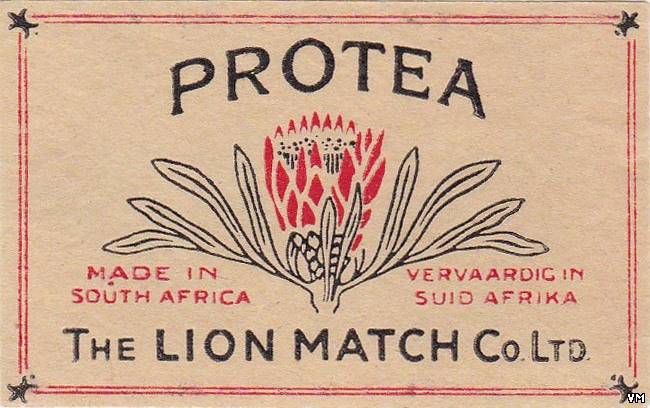 PROTEA
MADE IN
SOUTH AFRICA
VERVAARDIG IN
SUID AFRIKA
THE LION MATCH CO. LTD.
VM